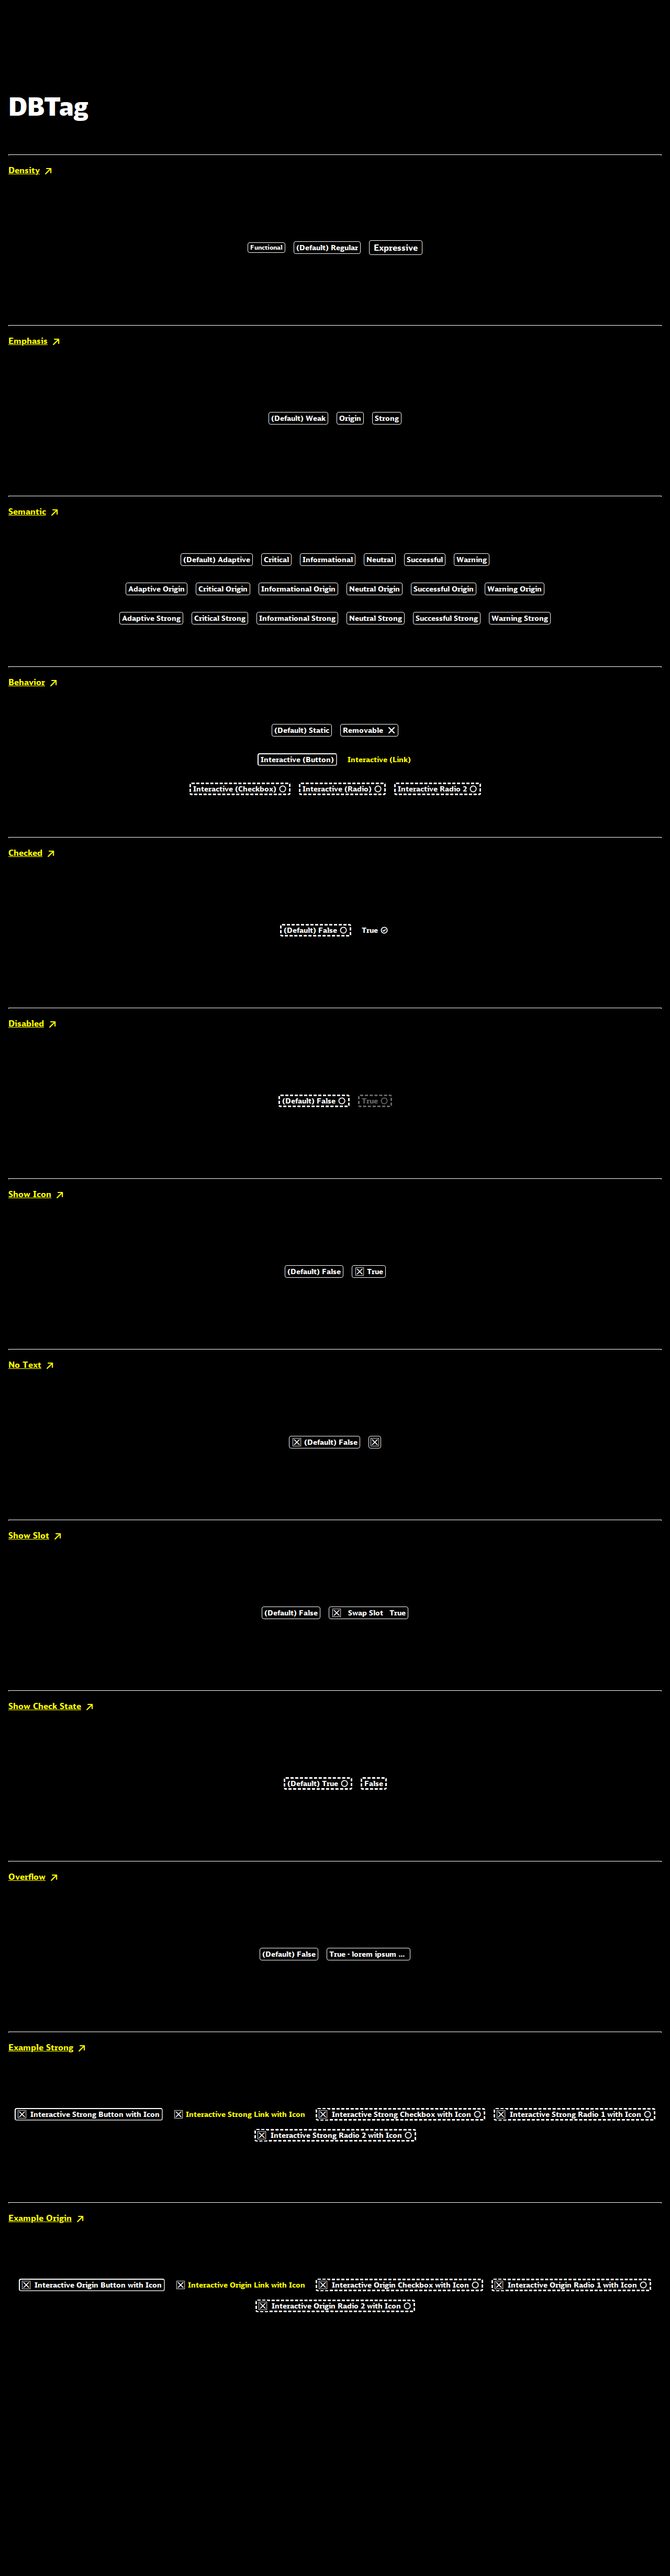 DBTag
Density
Functional (Default) Regular Expressive
Emphasis
(Default) Weak Origin Strong
Semantic
(Default) Adaptive Critical Informational Neutral Successful Warning
Adaptive Origin Critical Origin Informational Origin Neutral Origin Successful Origin Warning Origin
Adaptive Strong Critical Strong Informational Strong Neutral Strong Successful Strong Warning Strong
Behavior
(Default) Static Removable
Interactive (Button) Interactive (Link)
Interactive (Checkbox) Interactive (Radio) Interactive Radio 2
Checked
(Default) False True
Disabled
(Default) False True
Show Icon
(Default) False True
No Text
(Default) False
Show Slot
(Default) False Swap Slot True
Show Check State
(Default) True False
Overflow
(Default) False True - lorem ipsum ...
Example Strong
Interactive Strong Button with Icon Interactive Strong Link with Icon Interactive Strong Checkbox with Icon Interactive Strong Radio 1 with Icon
Interactive Strong Radio 2 with Icon
Example Origin
Interactive Origin Button with Icon Interactive Origin Link with Icon Interactive Origin Checkbox with Icon Interactive Origin Radio 1 with Icon
Interactive Origin Radio 2 with Icon